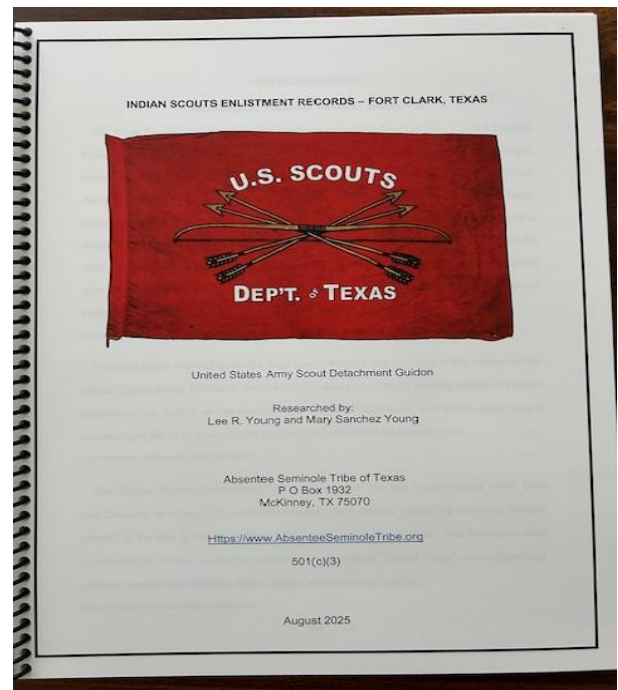 INDIAN SCOUTS ENLISTMENT RECORDS – FORT CLARK, TEXAS
U.S. SCOUTS
DEP'T. of TEXAS
United States Army Scout Detachment Guidon
Researched by:
Lee R. Young and Mary Sanchez Young
Absentee Seminole Tribe of Texas
P O Box 1932
McKinney, TX 75070
Https://www.AbsenteeSeminoleTribe.org
501(c)(3)
August 2025